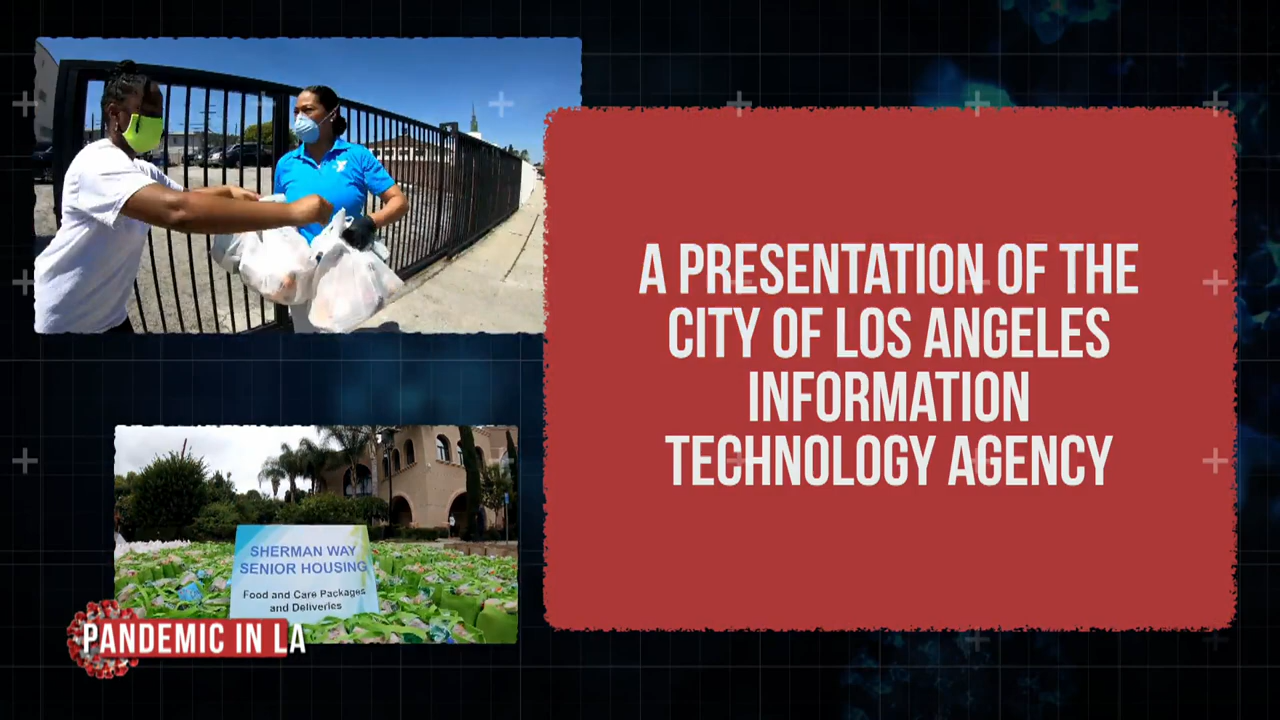 A PRESENTATION OF THE
CITY OF LOS ANGELES
INFORMATION
TECHNOLOGY AGENCY
SHERMAN WAY
SENIOR HOUSING
Food and Care Packages
and Deliveries
PANDEMIC IN LA